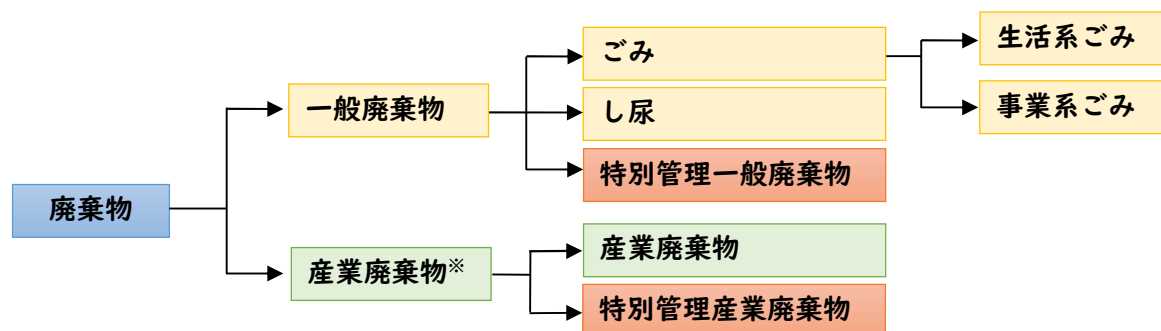 廃棄物
一般廃棄物
ごみ
生活系ごみ
事業系ごみ
し尿
特別管理一般廃棄物
産業廃棄物※
産業廃棄物
特別管理産業廃棄物